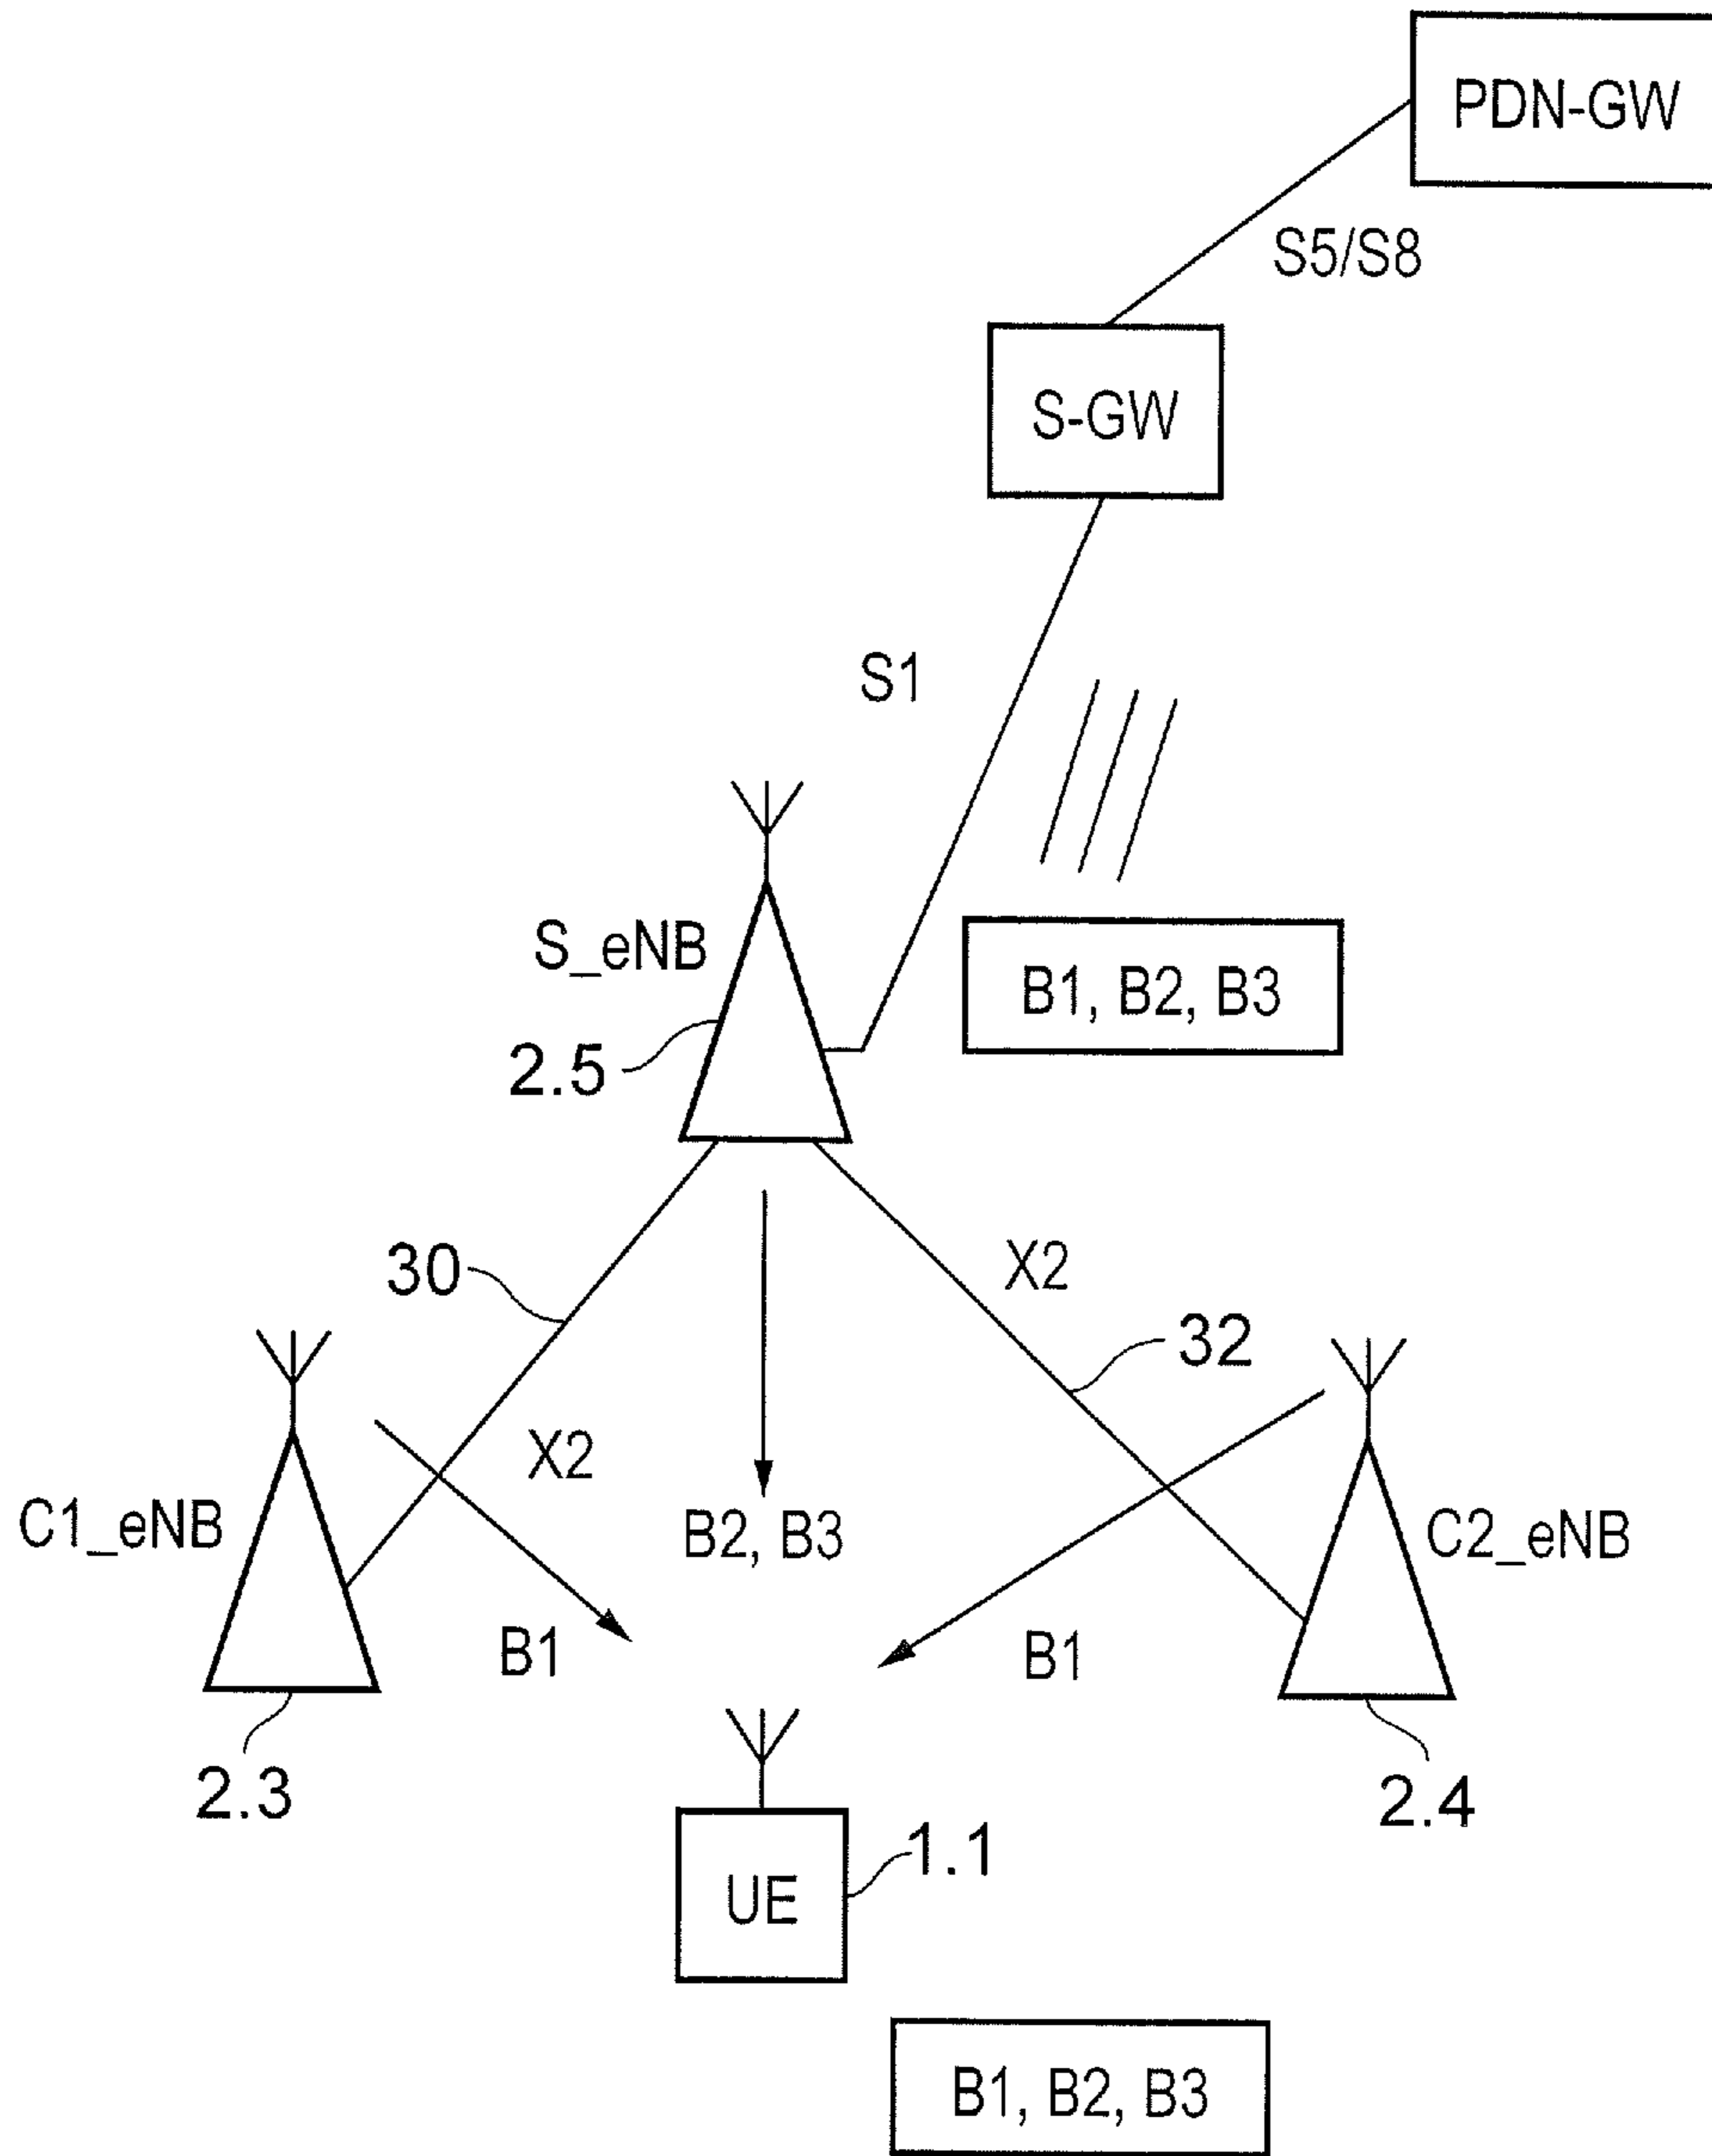 PDN-GW
S5/S8
S-GW
S1
S_eNB
B1, B2, B3
2.5
30
X2
32
X2
C1_eNB
B2, B3
C2_eNB
B1
B1
2.3
2.4
1.1
UE
B1, B2, B3